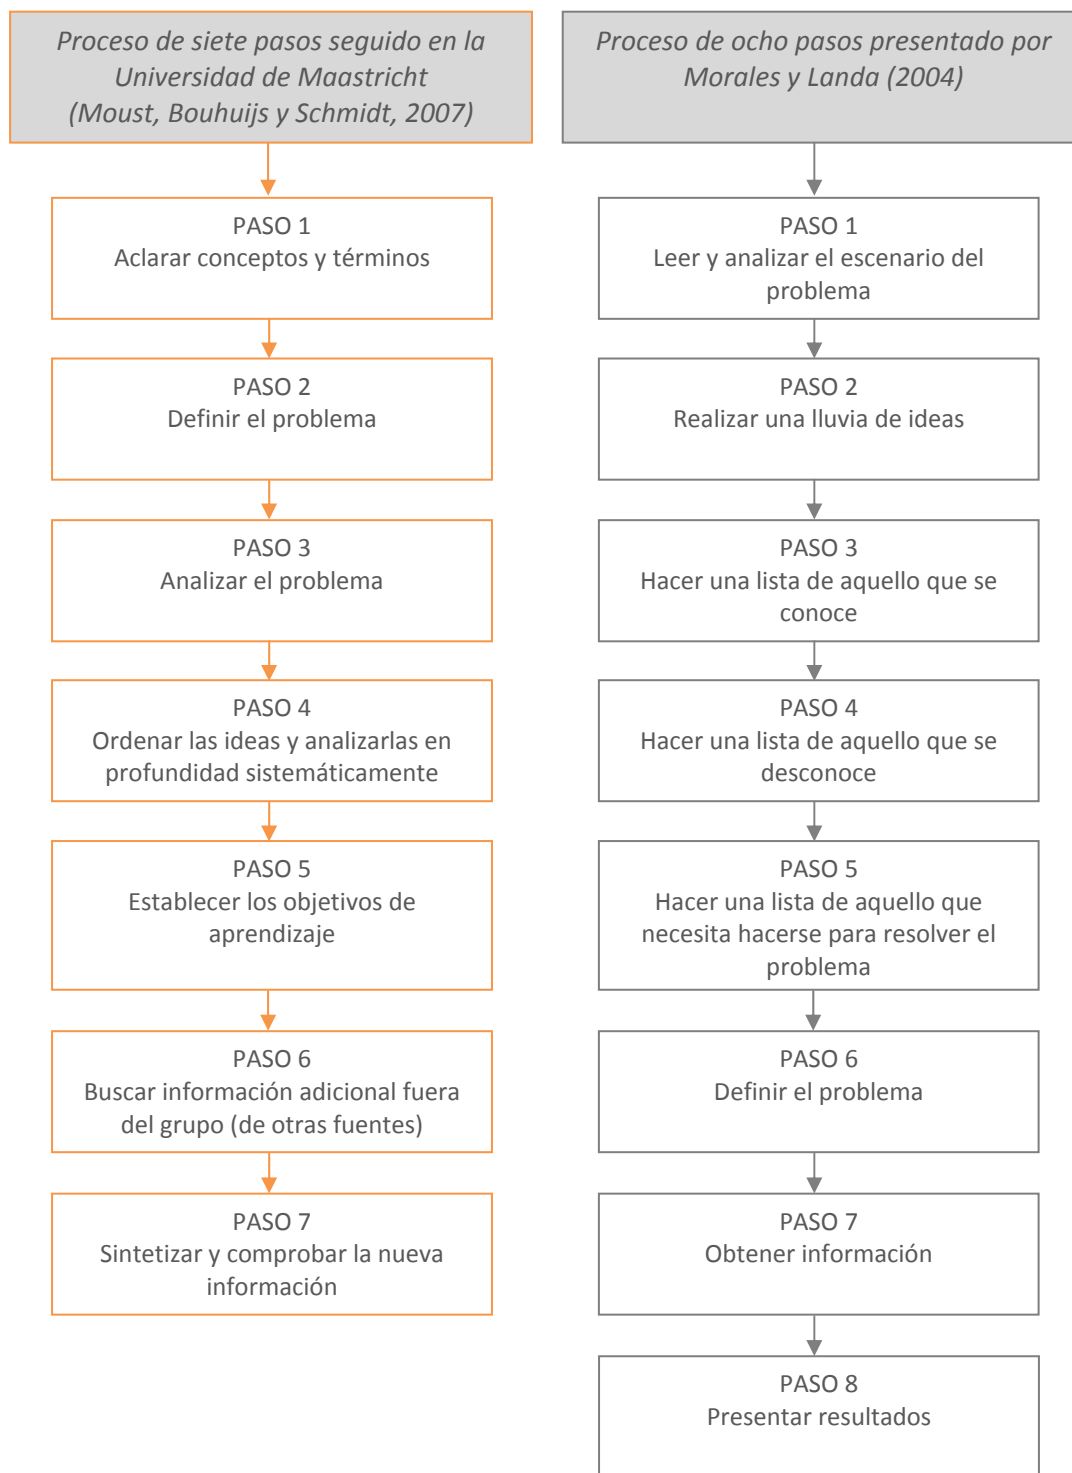 Proceso de siete pasos seguido en la
Universidad de Maastricht
(Moust, Bouhuijs y Schmidt, 2007)
PASO 1
Aclarar conceptos y términos
PASO 2
Definir el problema
PASO 3
Analizar el problema
PASO 4
Ordenar las ideas y analizarlas en
profundidad sistemáticamente
PASO 5
Establecer los objetivos de
aprendizaje
PASO 6
Buscar información adicional fuera
del grupo (de otras fuentes)
PASO 7
Sintetizar y comprobar la nueva
información
Proceso de ocho pasos presentado por
Morales y Landa (2004)
PASO 1
Leer y analizar el escenario del
problema
PASO 2
Realizar una lluvia de ideas
PASO 3
Hacer una lista de aquello que se
conoce
PASO 4
Hacer una lista de aquello que se
desconoce
PASO 5
Hacer una lista de aquello que
necesita hacerse para resolver el
problema
PASO 6
Definir el problema
PASO 7
Obtener información
PASO 8
Presentar resultados